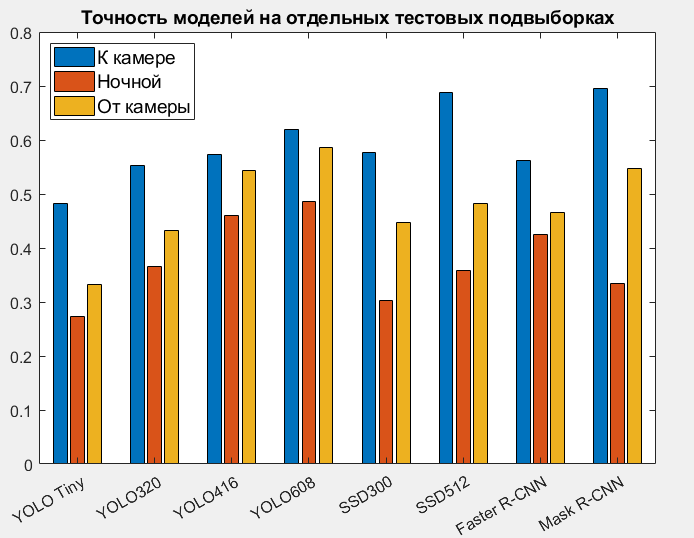 Точность моделей на отдельных тестовых подвыборках
К камере
Ночной
От камеры
0.8
0.7
0.6
0.5
0.4
0.3
0.2
0.1
0
YOLO Tiny
YOLO320
YOLO416
YOLO608
SSD300
SSD512
Faster R-CNN
Mask R-CNN